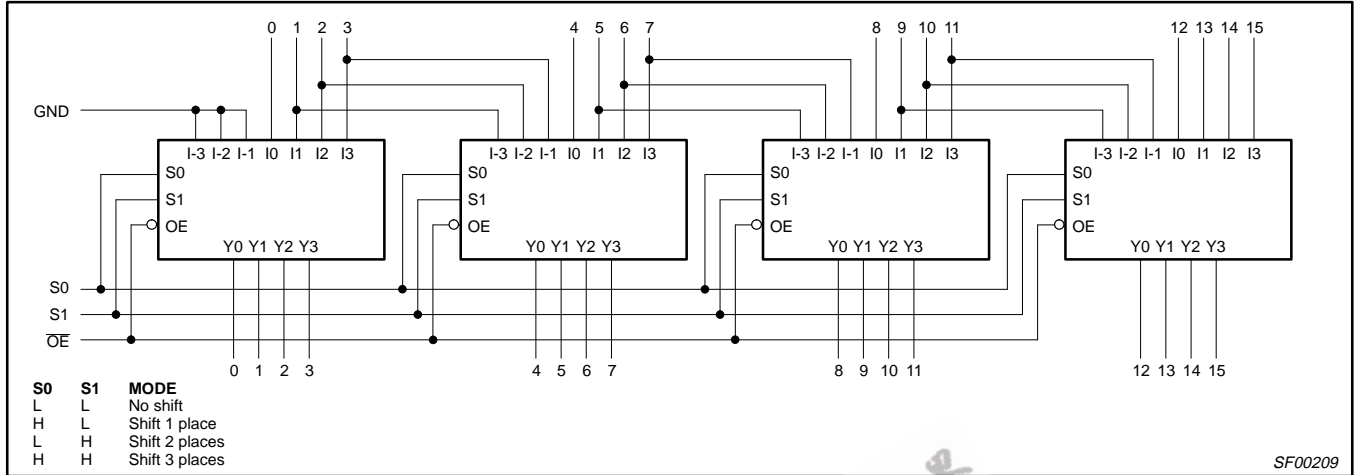 0 1 2 3 4 5 6 7 8 9 10 11 12 13 14 15
GND
I-3 I-2 I-1 I0 I1 I2 I3 I-3 I-2 I-1 I0 I1 I2 I3 I-3 I-2 I-1 I0 I1 I2 I3 I-3 I-2 I-1 I0 I1 I2 I3
S0 S0 S0 S0
S1 S1 S1 S1
OE OE OE OE
Y0 Y1 Y2 Y3 Y0 Y1 Y2 Y3 Y0 Y1 Y2 Y3 Y0 Y1 Y2 Y3
S0
S1
OE
0 1 2 3 4 5 6 7 8 9 10 11 12 13 14 15
S0 S1 MODE
L L No shift
H L Shift 1 place
L H Shift 2 places
H H Shift 3 places
SF00209